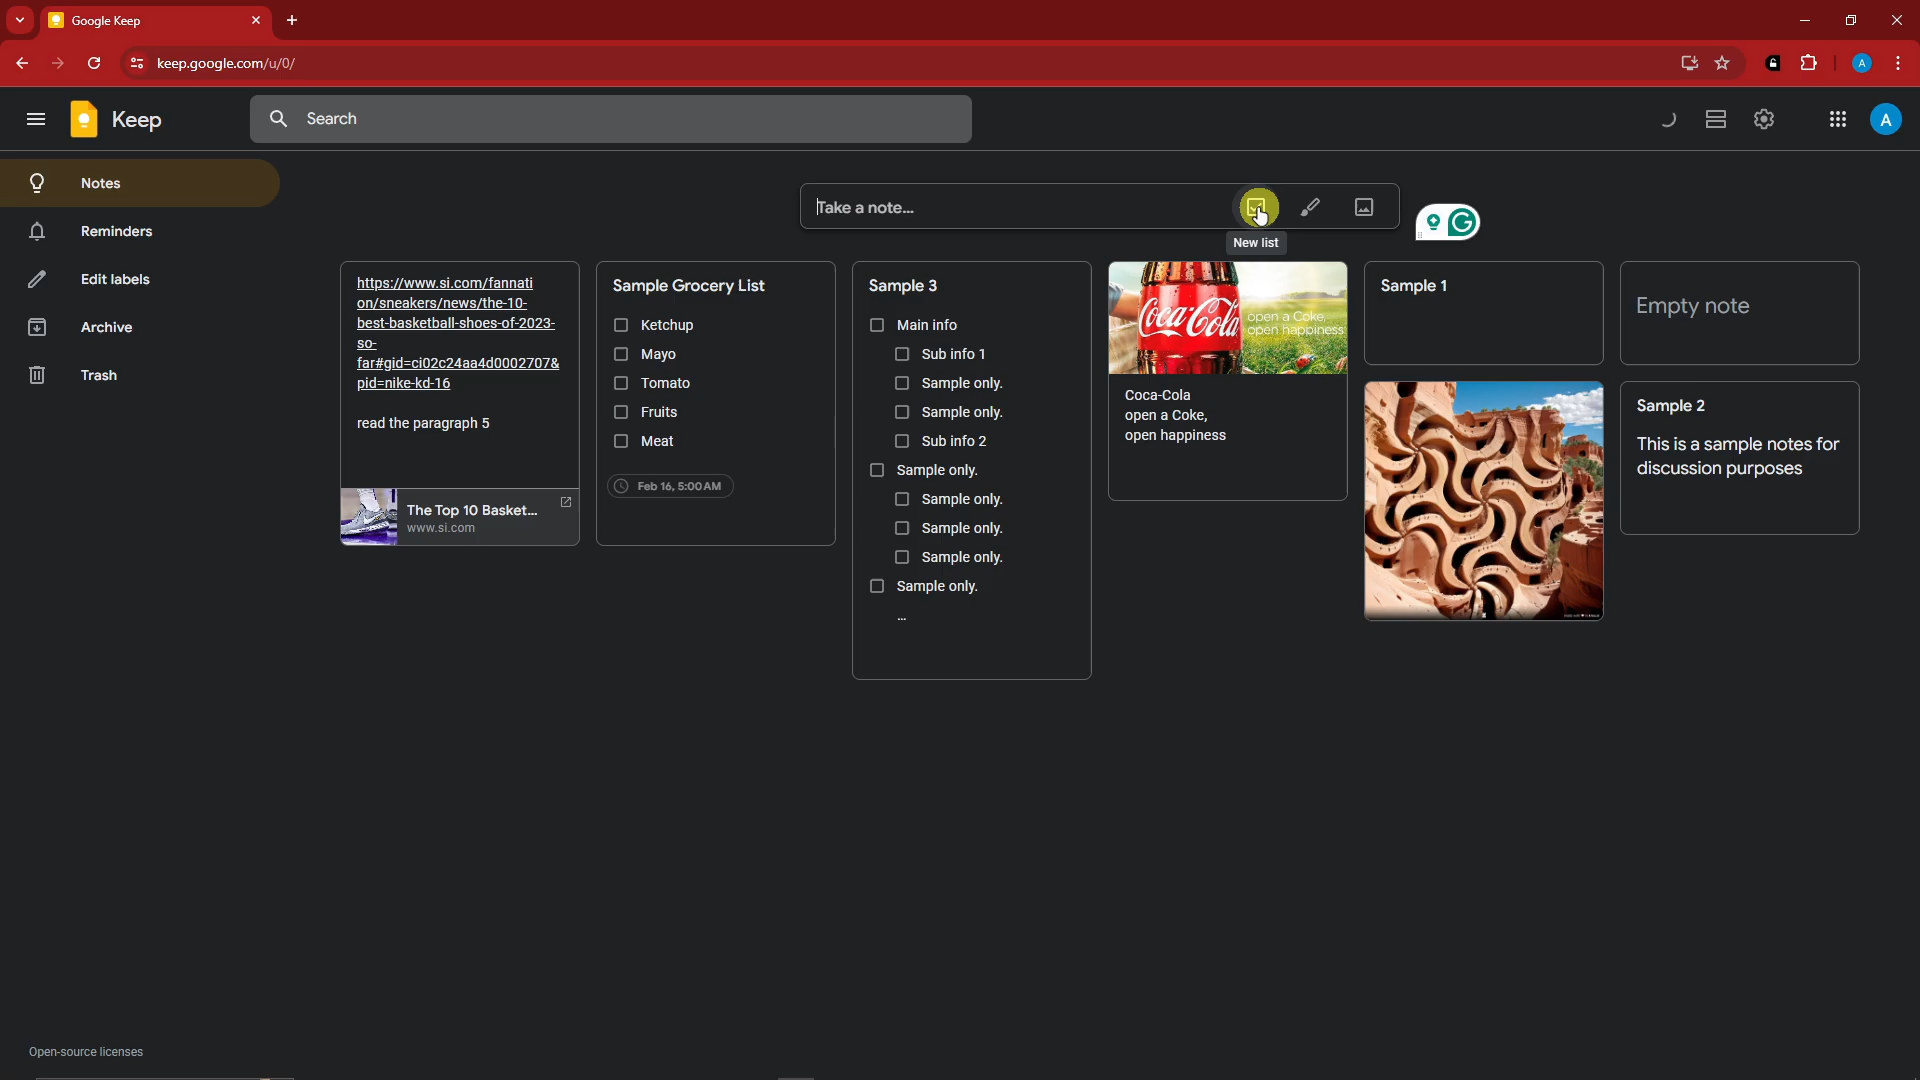 Google Keep
keep.google.com/u/0/
A
Keep
Search
A
Notes
Reminders
Edit labels
Archive
Trash
Take a note...
New list
https://www.si.com/fannati
on/sneakers/news/the-10-
best-basketball-shoes-of-2023-
so-
far#gid=ci02c24aa4d0002707&
pid=nike-kd-16
read the paragraph 5
The Top 10 Basket...
www.si.com
Sample Grocery List
Ketchup
Mayo
Tomato
Fruits
Meat
Feb 16, 5:00 AM
Sample 3
Main info
Sub info 1
Sample only.
Sample only.
Sub info 2
Sample only.
Sample only.
Sample only.
Sample only.
Sample only.
...
Coca-Cola
open a Coke,
open happiness
Coca-Cola
open a Coke,
open happiness
Sample 1
Empty note
Sample 2
This is a sample notes for
discussion purposes
Open-source licenses